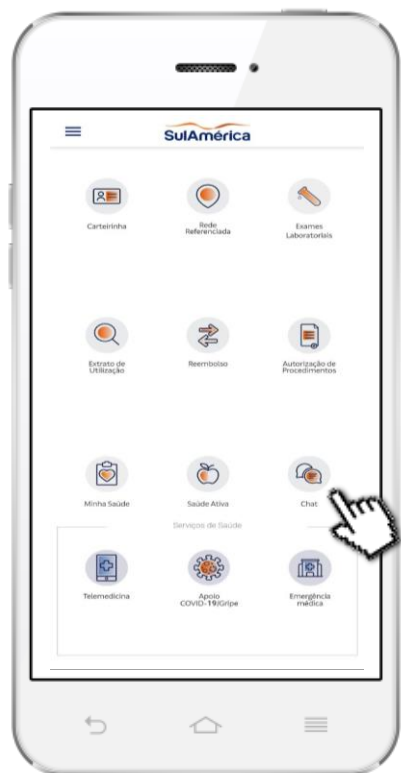 SulAmérica
Carteirinha
Rede
Referenciada
Exames
Laboratoriais
Extrato de
Utilização
Reembolso
Autorização de
Procedimentos
Minha Saúde
Saúde Ativa
Chat
Serviços de Saúde
Telemedicina
Apoio
COVID-19/Gripe
Emergência
médica